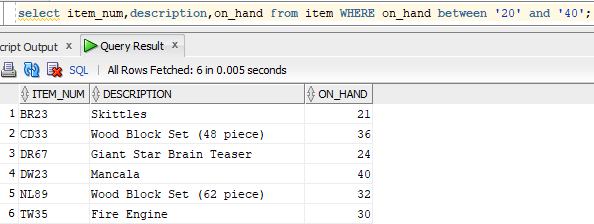 select item_num,description,on_hand from item WHERE on_hand between '20' and '40';
cript Output x Query Result x
SQL | All Rows Fetched: 6 in 0.005 seconds
ITEM_NUM DESCRIPTION ON_HAND
1 BR23 Skittles 21
2 CD33 Wood Block Set (48 piece) 36
3 DR67 Giant Star Brain Teaser 24
4 DW23 Mancala 40
5 NL89 Wood Block Set (62 piece) 32
6 TW35 Fire Engine 30